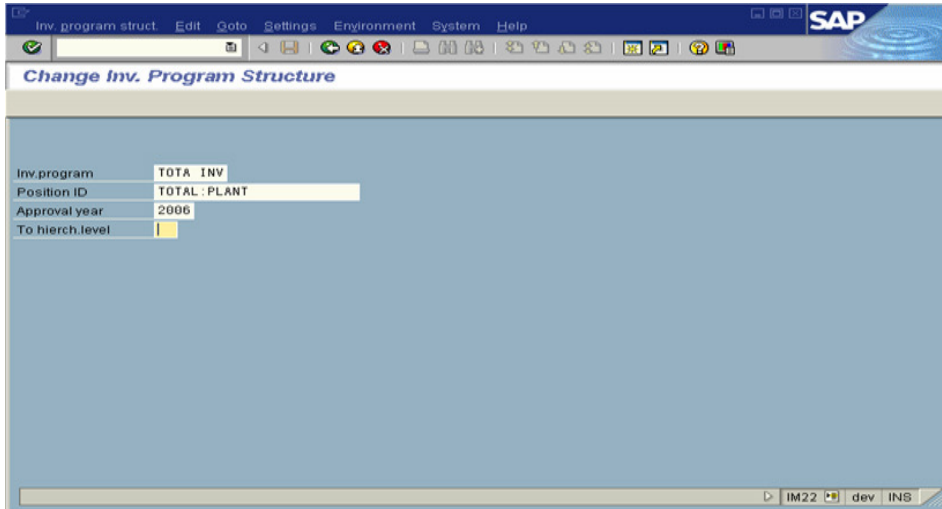 Inv. program struct. Edit Goto Settings Environment System Help
SAP
Change Inv. Program Structure
Inv.program TOTA INV
Position ID TOTAL:PLANT
Approval year 2006
To hierch.level
IM22 dev INS